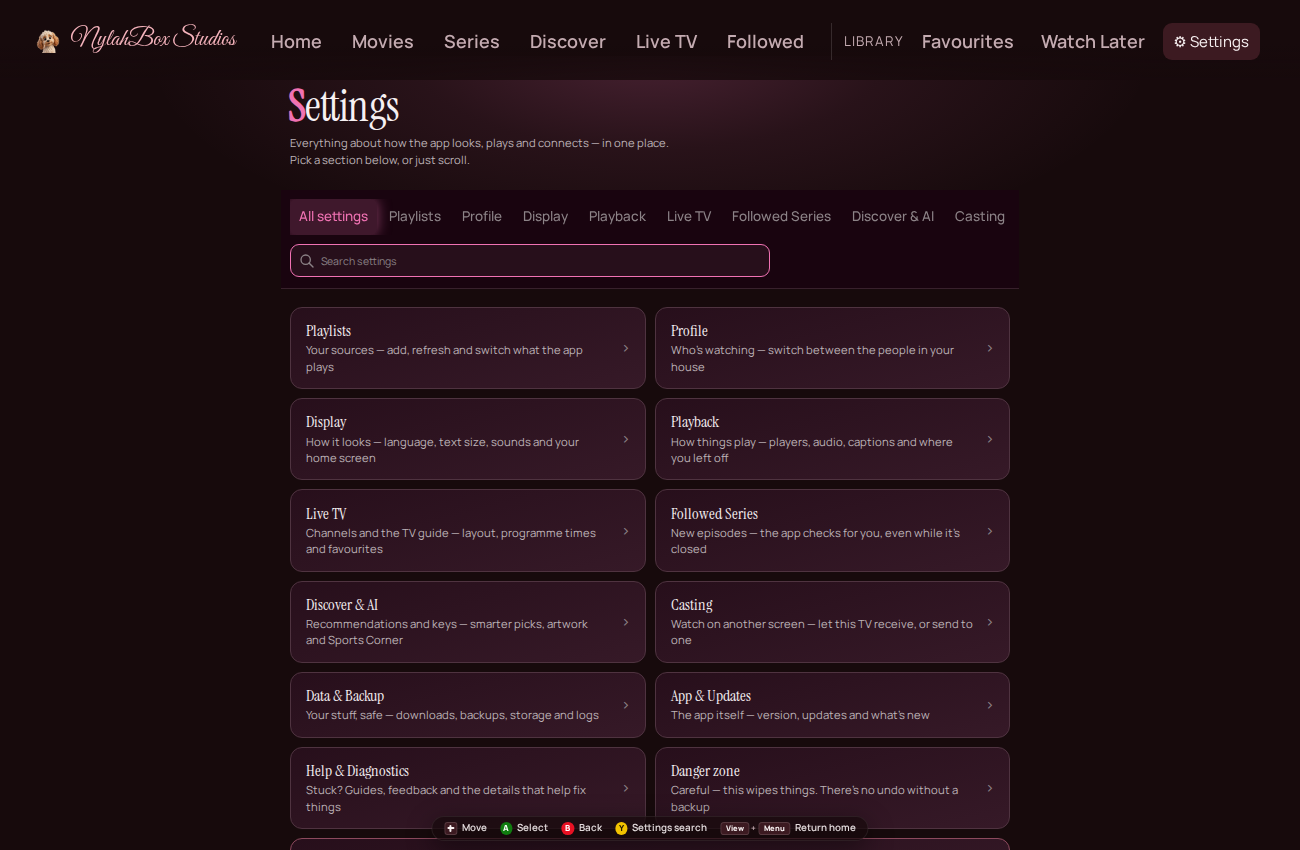 NylahBox Studios
Home
Movies
Series
Discover
Live TV
Followed
LIBRARY
Favourites
Watch Later
⚙ Settings
Settings
Everything about how the app looks, plays and connects — in one place.
Pick a section below, or just scroll.
All settings
Playlists
Profile
Display
Playback
Live TV
Followed Series
Discover & AI
Casting
Search settings
Playlists
Your sources — add, refresh and switch what the app
plays
Profile
Who's watching — switch between the people in your
house
Display
How it looks — language, text size, sounds and your
home screen
Playback
How things play — players, audio, captions and where
you left off
Live TV
Channels and the TV guide — layout, programme times
and favourites
Followed Series
New episodes — the app checks for you, even while it's
closed
Discover & AI
Recommendations and keys — smarter picks, artwork
and Sports Corner
Casting
Watch on another screen — let this TV receive, or send to
one
Data & Backup
Your stuff, safe — downloads, backups, storage and logs
App & Updates
The app itself — version, updates and what's new
Help & Diagnostics
Stuck? Guides, feedback and the details that help fix
things
Danger zone
Careful — this wipes things. There's no undo without a
backup
Move
A Select
B Back
Y Settings search
View + Menu Return home